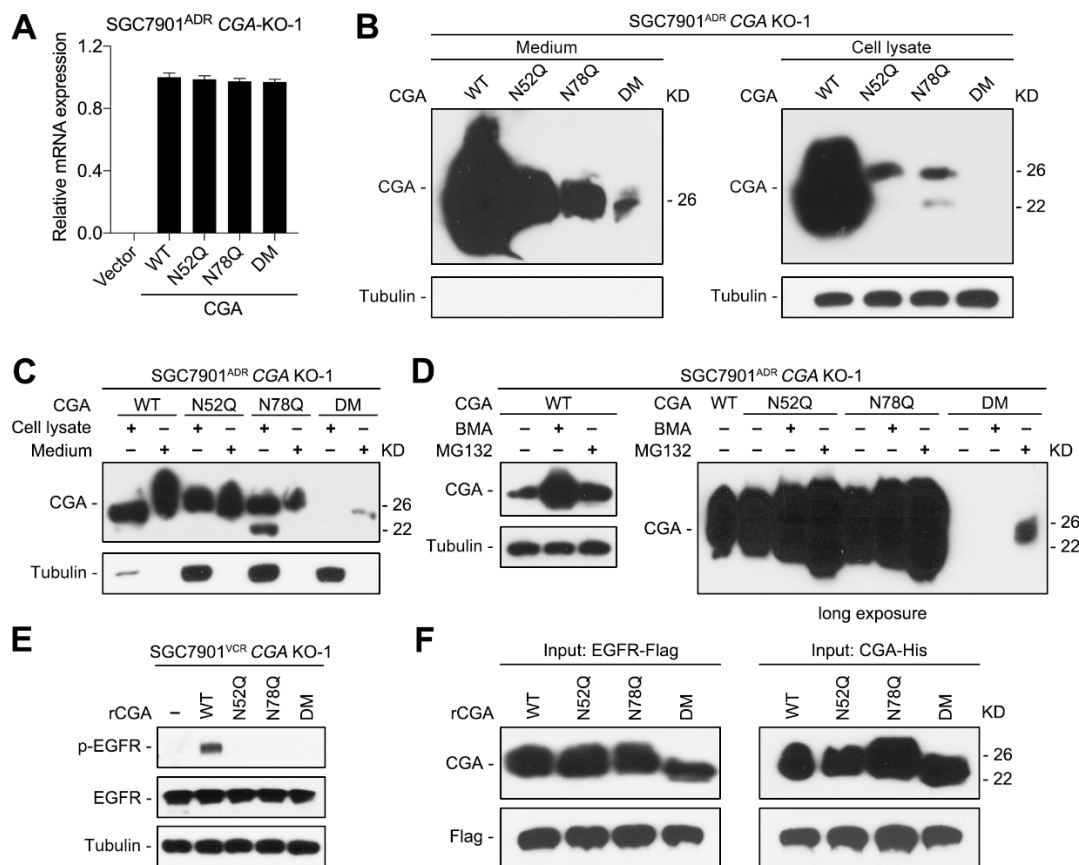 A
SGC7901ADR CGA-KO-1
Relative mRNA expression
1.2
0.8
0.4
0.0
Vector
WT
N52Q
N78Q
DM
CGA
B
SGC7901ADR CGA KO-1
Medium
Cell lysate
CGA WT N52Q N78Q DM KD
CGA WT N52Q N78Q DM KD
CGA -
- 26
CGA -
- 26
- 22
Tubulin -
Tubulin -
C
SGC7901ADR CGA KO-1
CGA WT N52Q N78Q DM
Cell lysate + – + – + – + –
Medium – + – + – + – + KD
CGA -
- 26
- 22
Tubulin -
D
SGC7901ADR CGA KO-1
CGA WT
BMA – + –
MG132 – – +
CGA -
Tubulin -
CGA WT N52Q N78Q DM
BMA – – + – – + – – + –
MG132 – – – + – – + – – + KD
CGA -
- 26
- 22
long exposure
E
SGC7901VCR CGA KO-1
rCGA – WT N52Q N78Q DM
p-EGFR -
EGFR -
Tubulin -
F
Input: EGFR-Flag
Input: CGA-His
rCGA WT N52Q N78Q DM
WT N52Q N78Q DM KD
CGA -
- 26
- 22
Flag -